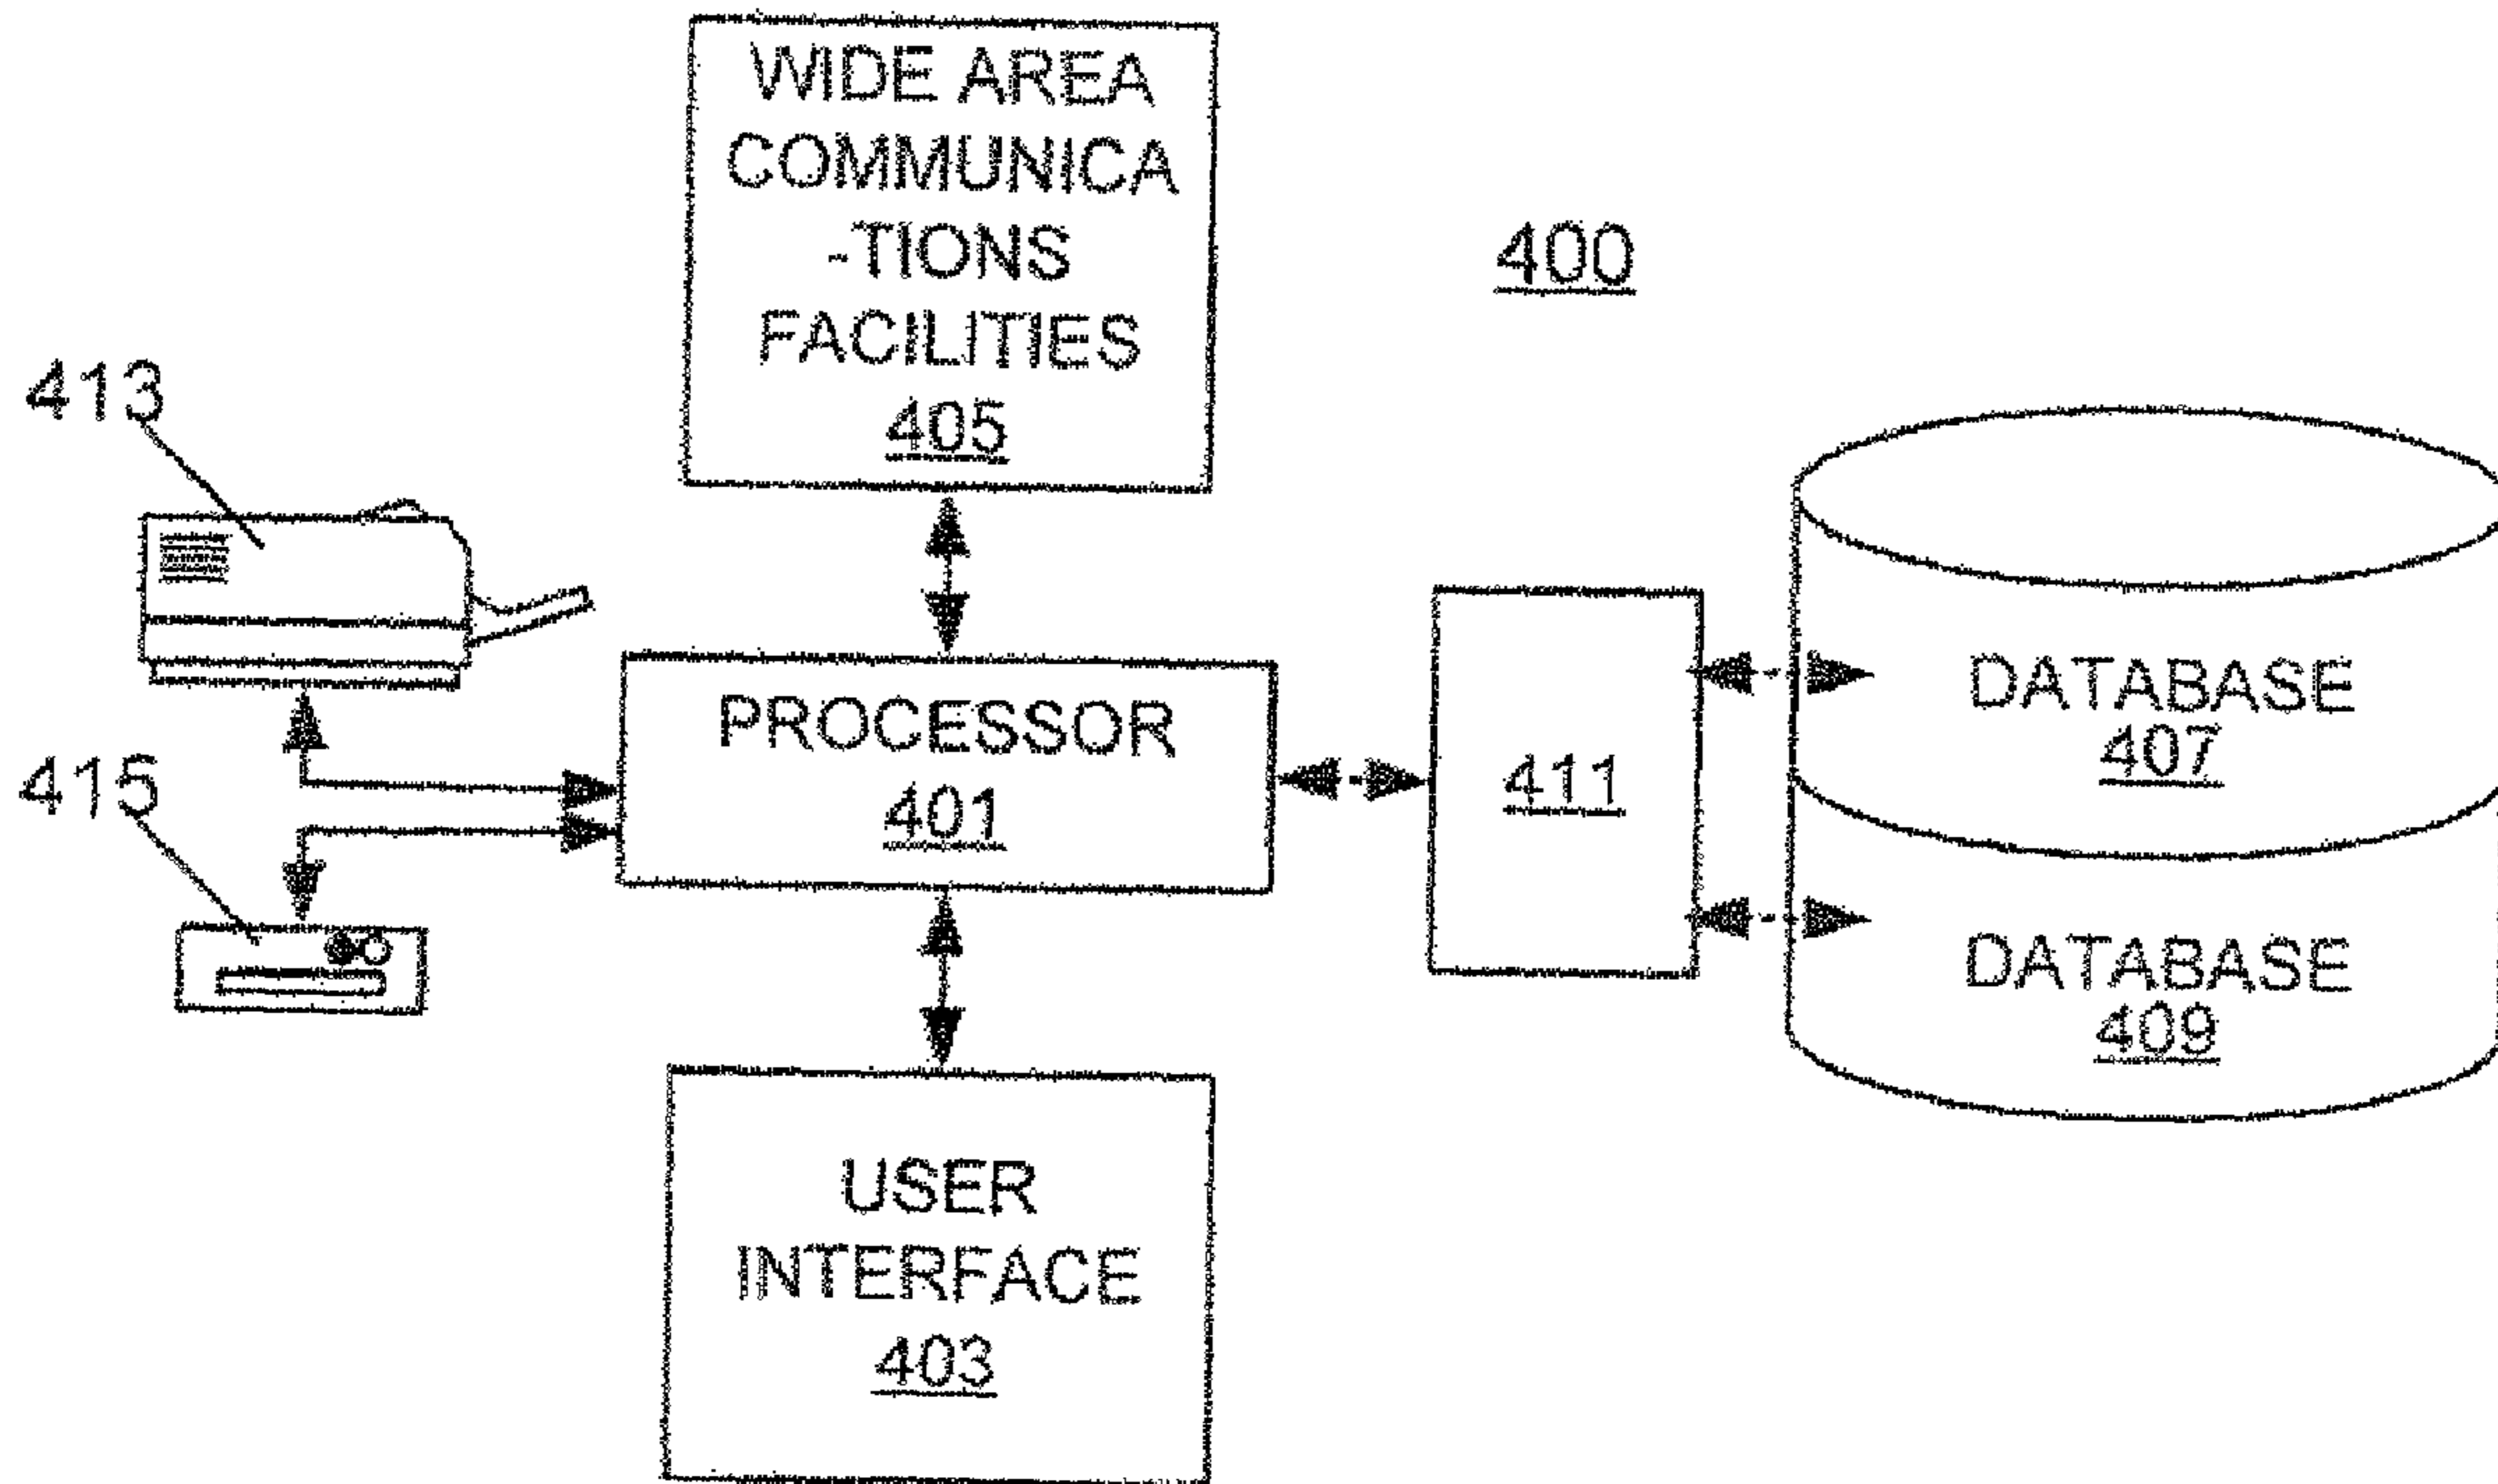 WIDE AREA
COMMUNICA
-TIONS
FACILITIES
405
400
413
PROCESSOR
401
415
411
DATABASE
407
DATABASE
409
USER
INTERFACE
403